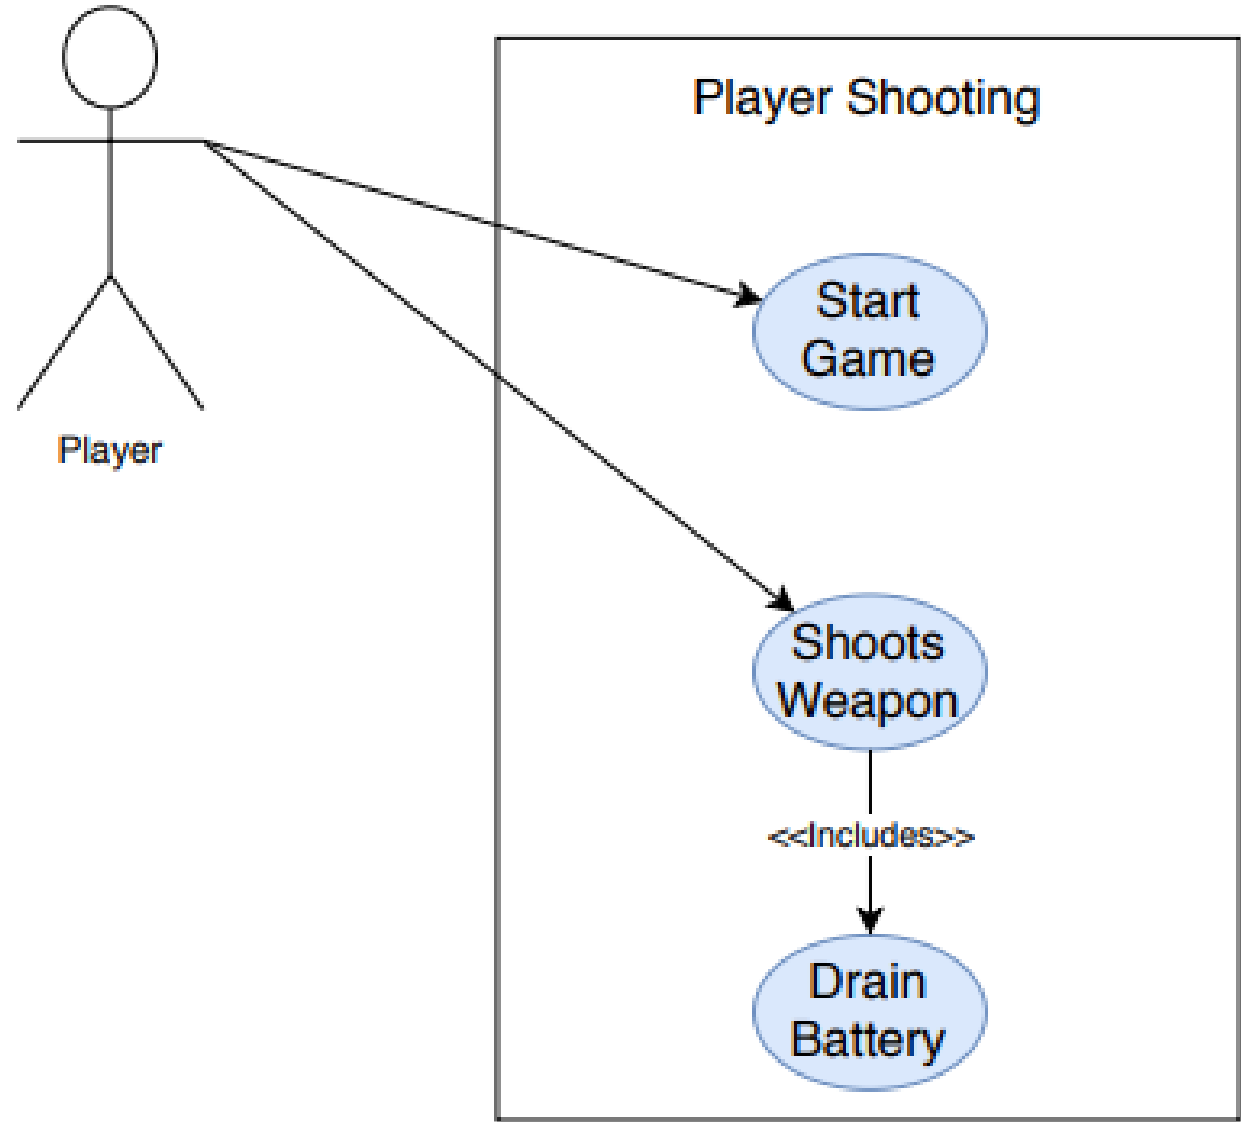 Player Shooting
Start
Game
Player
Shoots
Weapon
<<Includes>>
Drain
Battery